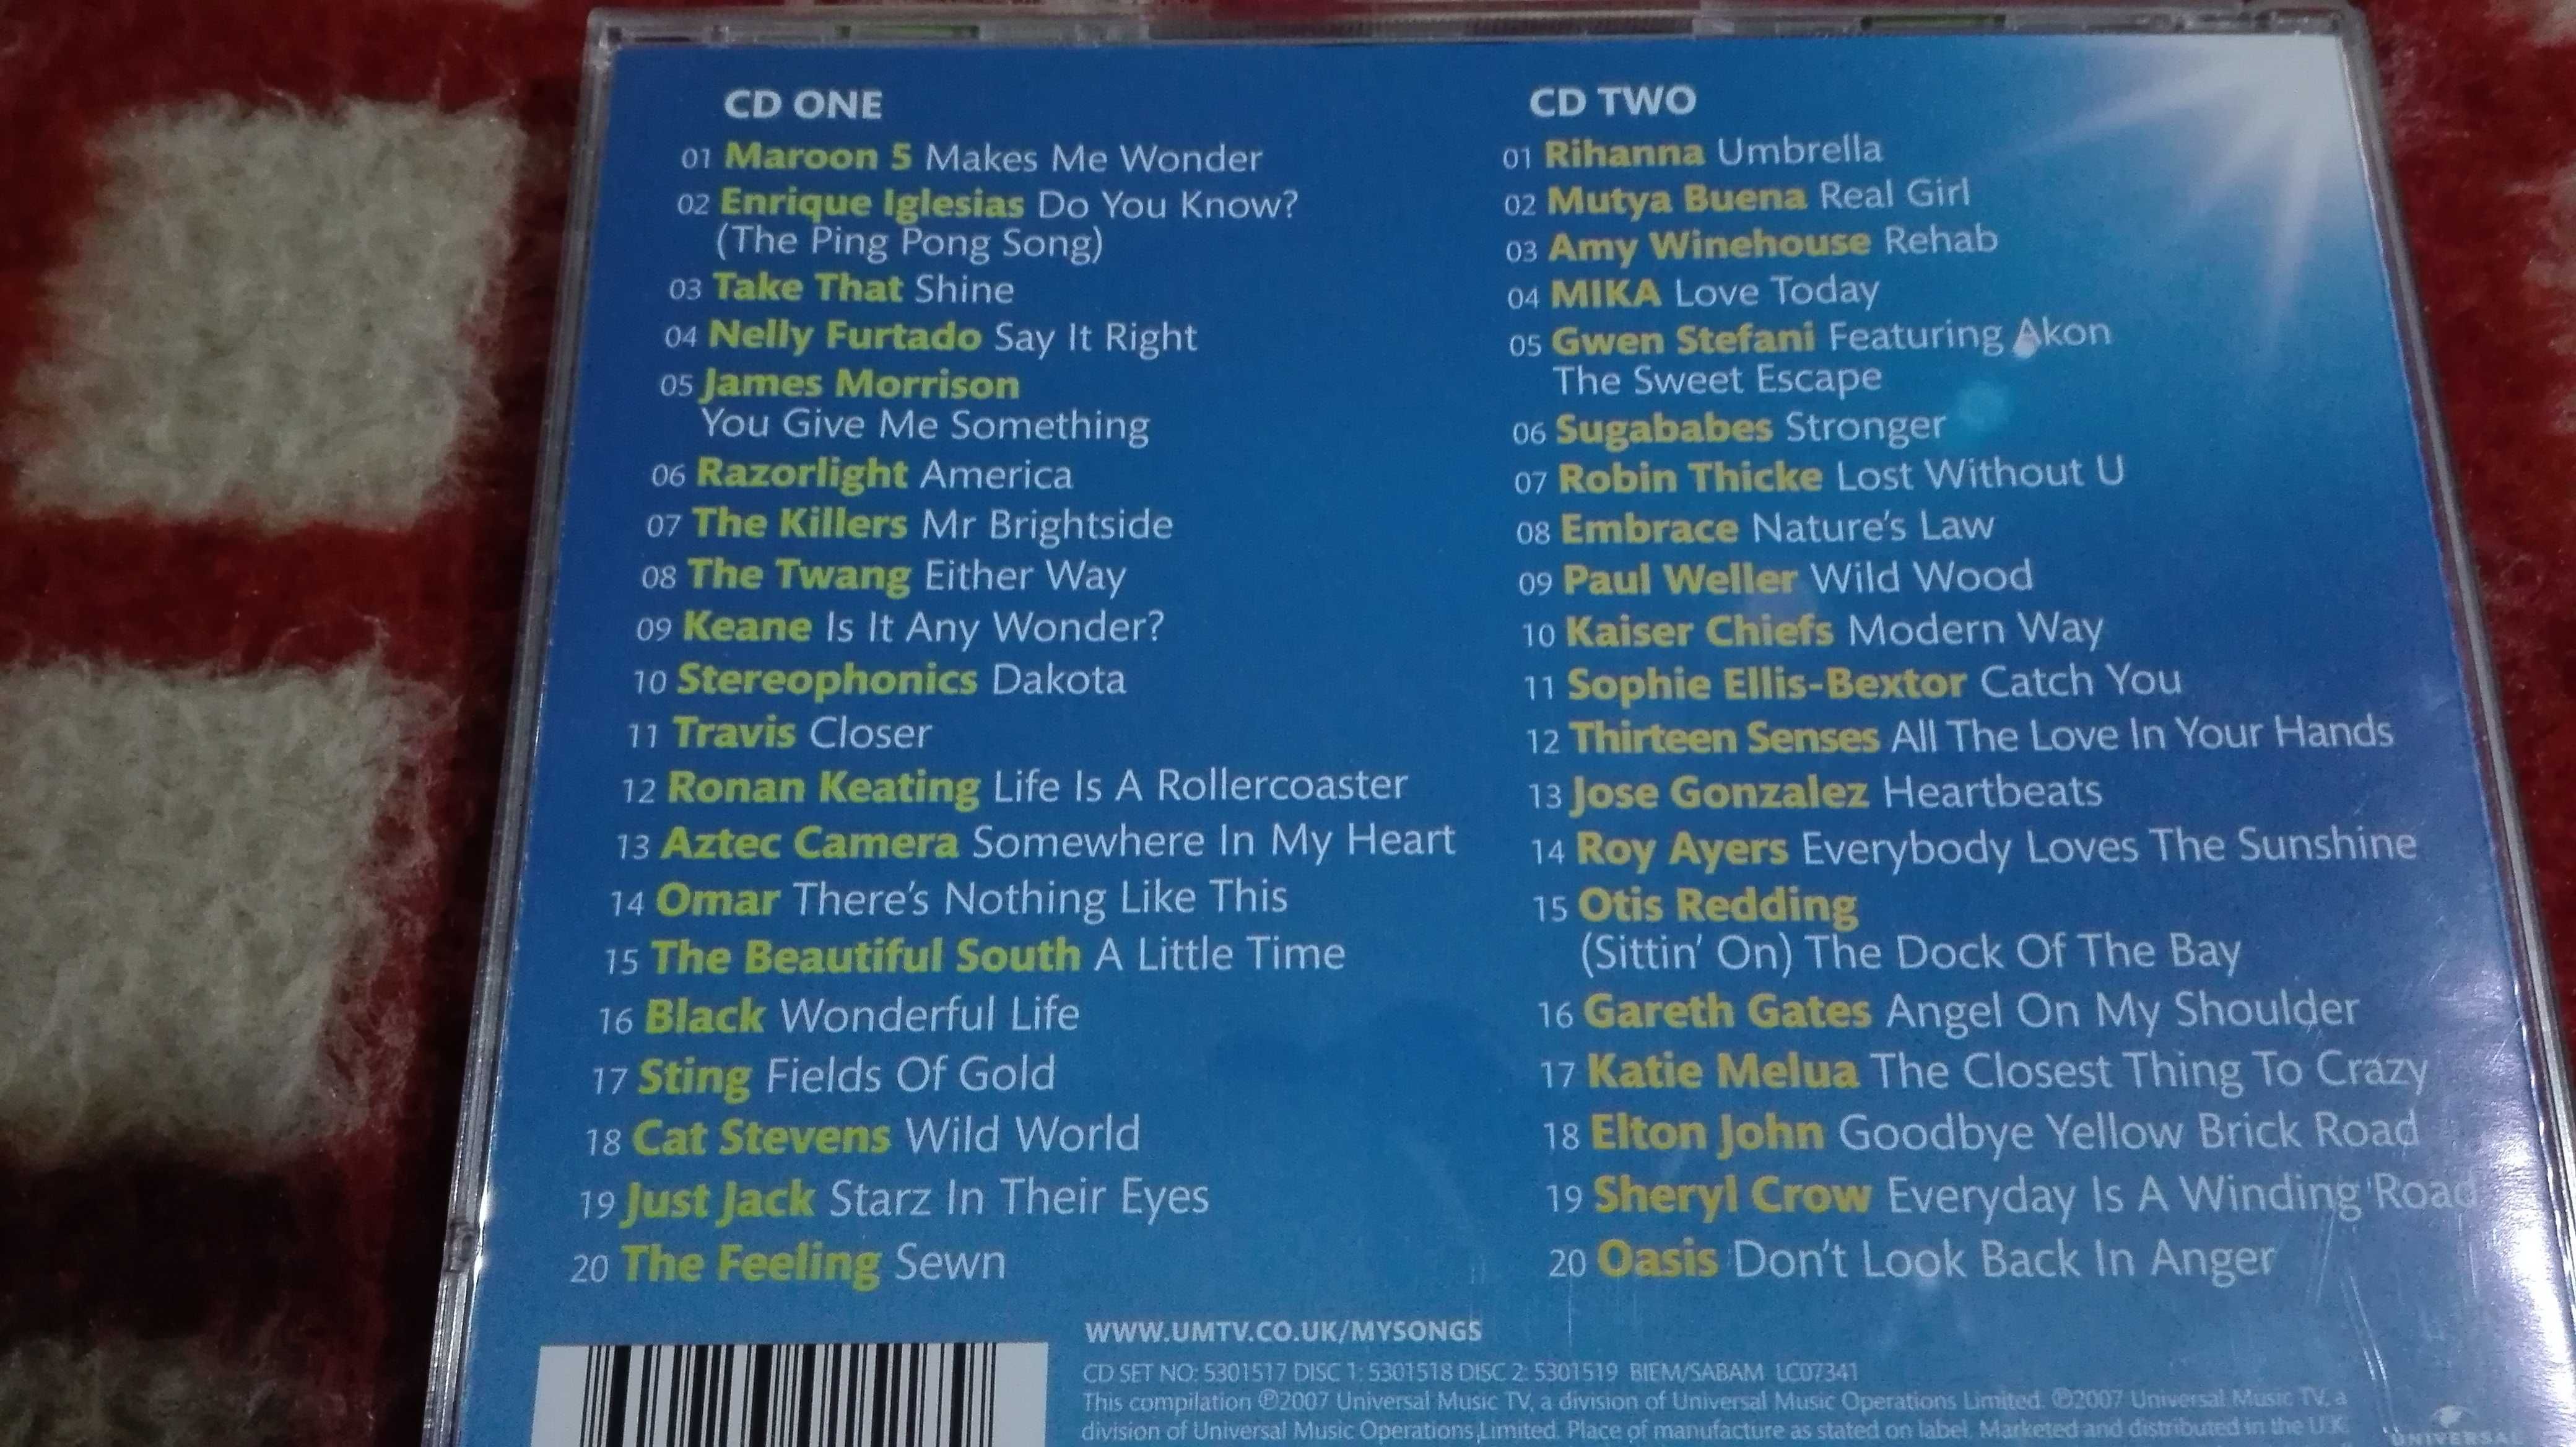 CD ONE
01 Maroon 5 Makes Me Wonder
02 Enrique Iglesias Do You Know?
(The Ping Pong Song)
03 Take That Shine
04 Nelly Furtado Say It Right
05 James Morrison
You Give Me Something
06 Razorlight America
07 The Killers Mr Brightside
08 The Twang Either Way
09 Keane Is It Any Wonder?
10 Stereophonics Dakota
11 Travis Closer
12 Ronan Keating Life Is A Rollercoaster
13 Aztec Camera Somewhere In My Heart
14 Omar There's Nothing Like This
15 The Beautiful South A Little Time
16 Black Wonderful Life
17 Sting Fields Of Gold
18 Cat Stevens Wild World
19 Just Jack Starz In Their Eyes
20 The Feeling Sewn
CD TWO
01 Rihanna Umbrella
02 Mutya Buena Real Girl
03 Amy Winehouse Rehab
04 MIKA Love Today
05 Gwen Stefani Featuring Akon
The Sweet Escape
06 Sugababes Stronger
07 Robin Thicke Lost Without U
08 Embrace Nature's Law
09 Paul Weller Wild Wood
10 Kaiser Chiefs Modern Way
11 Sophie Ellis-Bextor Catch You
12 Thirteen Senses All The Love In Your Hands
13 Jose Gonzalez Heartbeats
14 Roy Ayers Everybody Loves The Sunshine
15 Otis Redding
(Sittin' On) The Dock Of The Bay
16 Gareth Gates Angel On My Shoulder
17 Katie Melua The Closest Thing To Crazy
18 Elton John Goodbye Yellow Brick Road
19 Sheryl Crow Everyday Is A Winding Road
20 Oasis Don't Look Back In Anger
WWW.UMTV.CO.UK/MYSONGS
CD SET NO: 5301517 DISC 1: 5301518 DISC 2: 5301519 BIEM/SABAM LC07341
This compilation ℗2007 Universal Music TV, a division of Universal Music Operations Limited. ©2007 Universal Music TV, a
division of Universal Music Operations Limited. Place of manufacture as stated on label. Marketed and distributed in the U.K.
UNIVERSAL